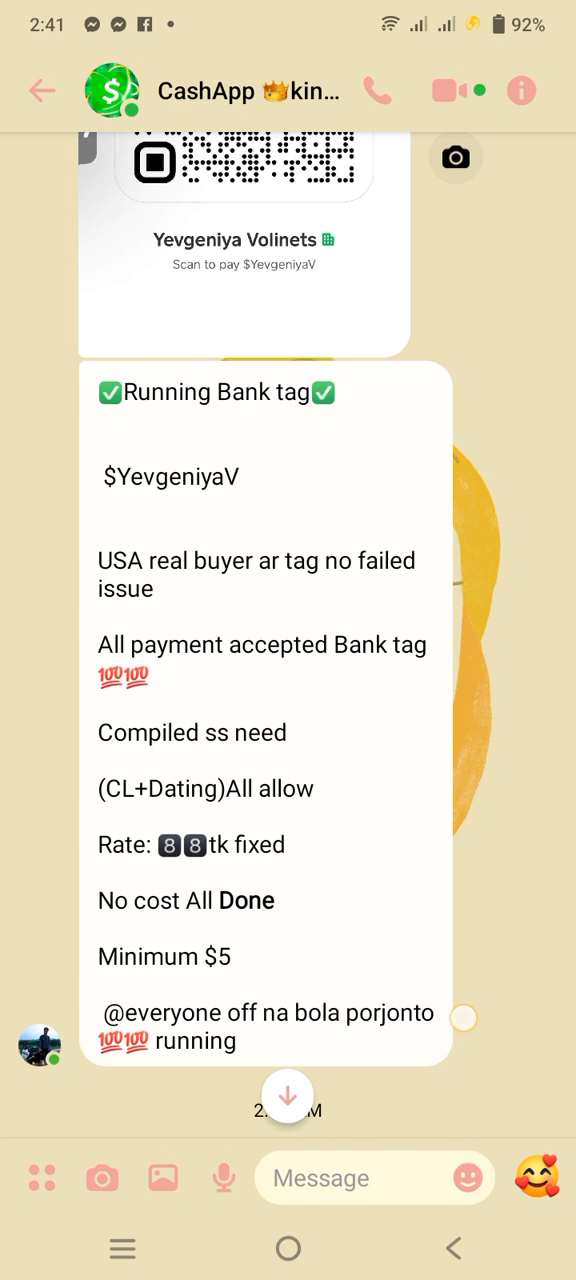 2:41
92%
CashApp 👑kin...
Yevgeniya Volinets
Scan to pay $YevgeniyaV
✅Running Bank tag✅
$YevgeniyaV
USA real buyer ar tag no failed
issue
All payment accepted Bank tag
💯💯
Compiled ss need
(CL+Dating)All allow
Rate: 8️⃣8️⃣tk fixed
No cost All Done
Minimum $5
@everyone off na bola porjonto
💯💯 running
Message